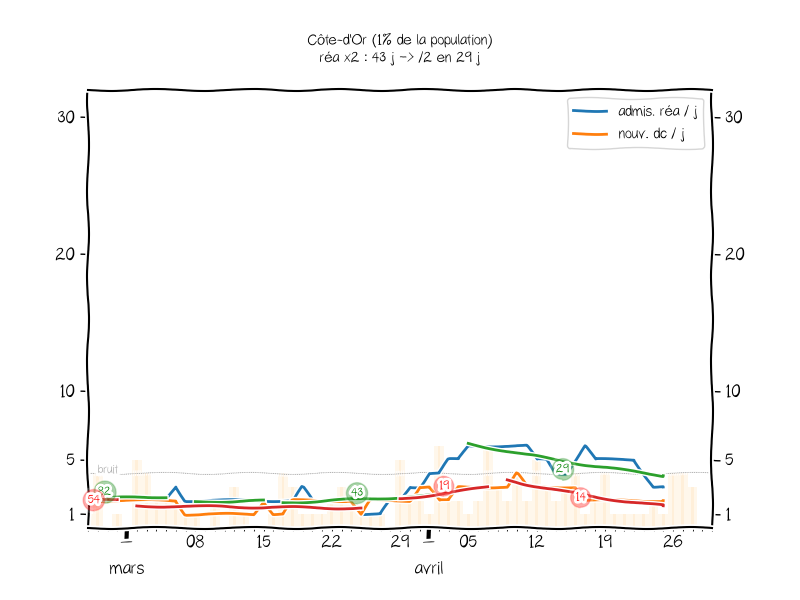 Côte-d'Or (1% de la population)
réa x2 : 43 j -> /2 en 29 j
admis. réa / j
nouv. dc / j
30 30
20 20
10 10
5 5
1 1
bruit
54 22 43 19 29 14
08 15 22 29 05 12 19 26
mars avril